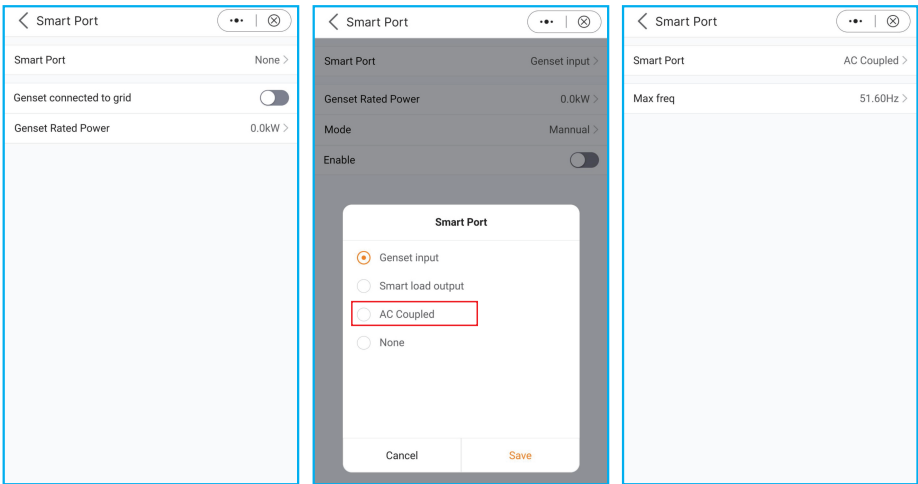 Smart Port
Smart Port None
Genset connected to grid
Genset Rated Power 0.0kW
Smart Port
Smart Port Genset input
Genset Rated Power 0.0kW
Mode Mannual
Enable
Smart Port
Genset input
Smart load output
AC Coupled
None
Cancel Save
Smart Port
Smart Port AC Coupled
Max freq 51.60Hz